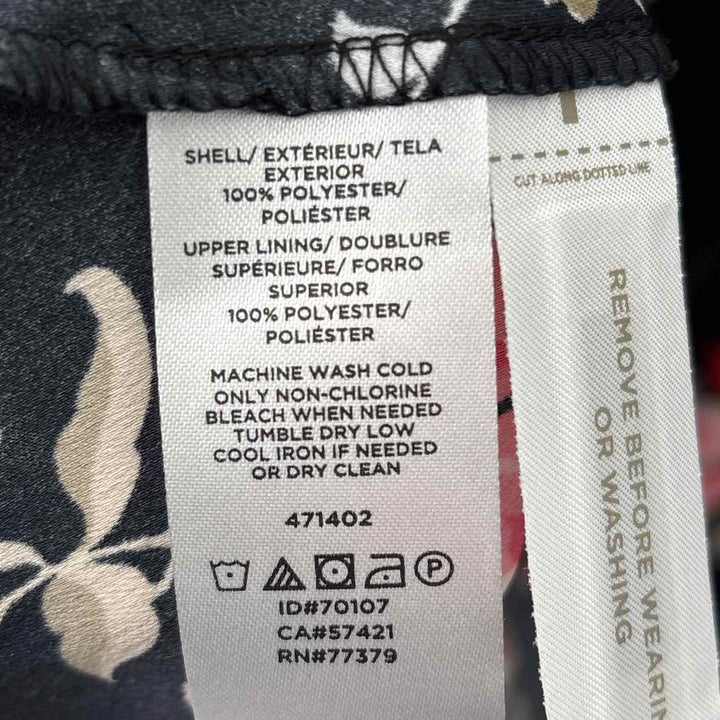 SHELL/ EXTÉRIEUR/ TELA
EXTERIOR
100% POLYESTER/
POLIÉSTER
UPPER LINING/ DOUBLURE
SUPÉRIEURE/ FORRO
SUPERIOR
100% POLYESTER/
POLIÉSTER
MACHINE WASH COLD
ONLY NON-CHLORINE
BLEACH WHEN NEEDED
TUMBLE DRY LOW
COOL IRON IF NEEDED
OR DRY CLEAN
471402
P
ID#70107
CA#57421
RN#77379
CUT ALONG DOTTED LINE
REMOVE BEFORE WEARIN
OR WASHING